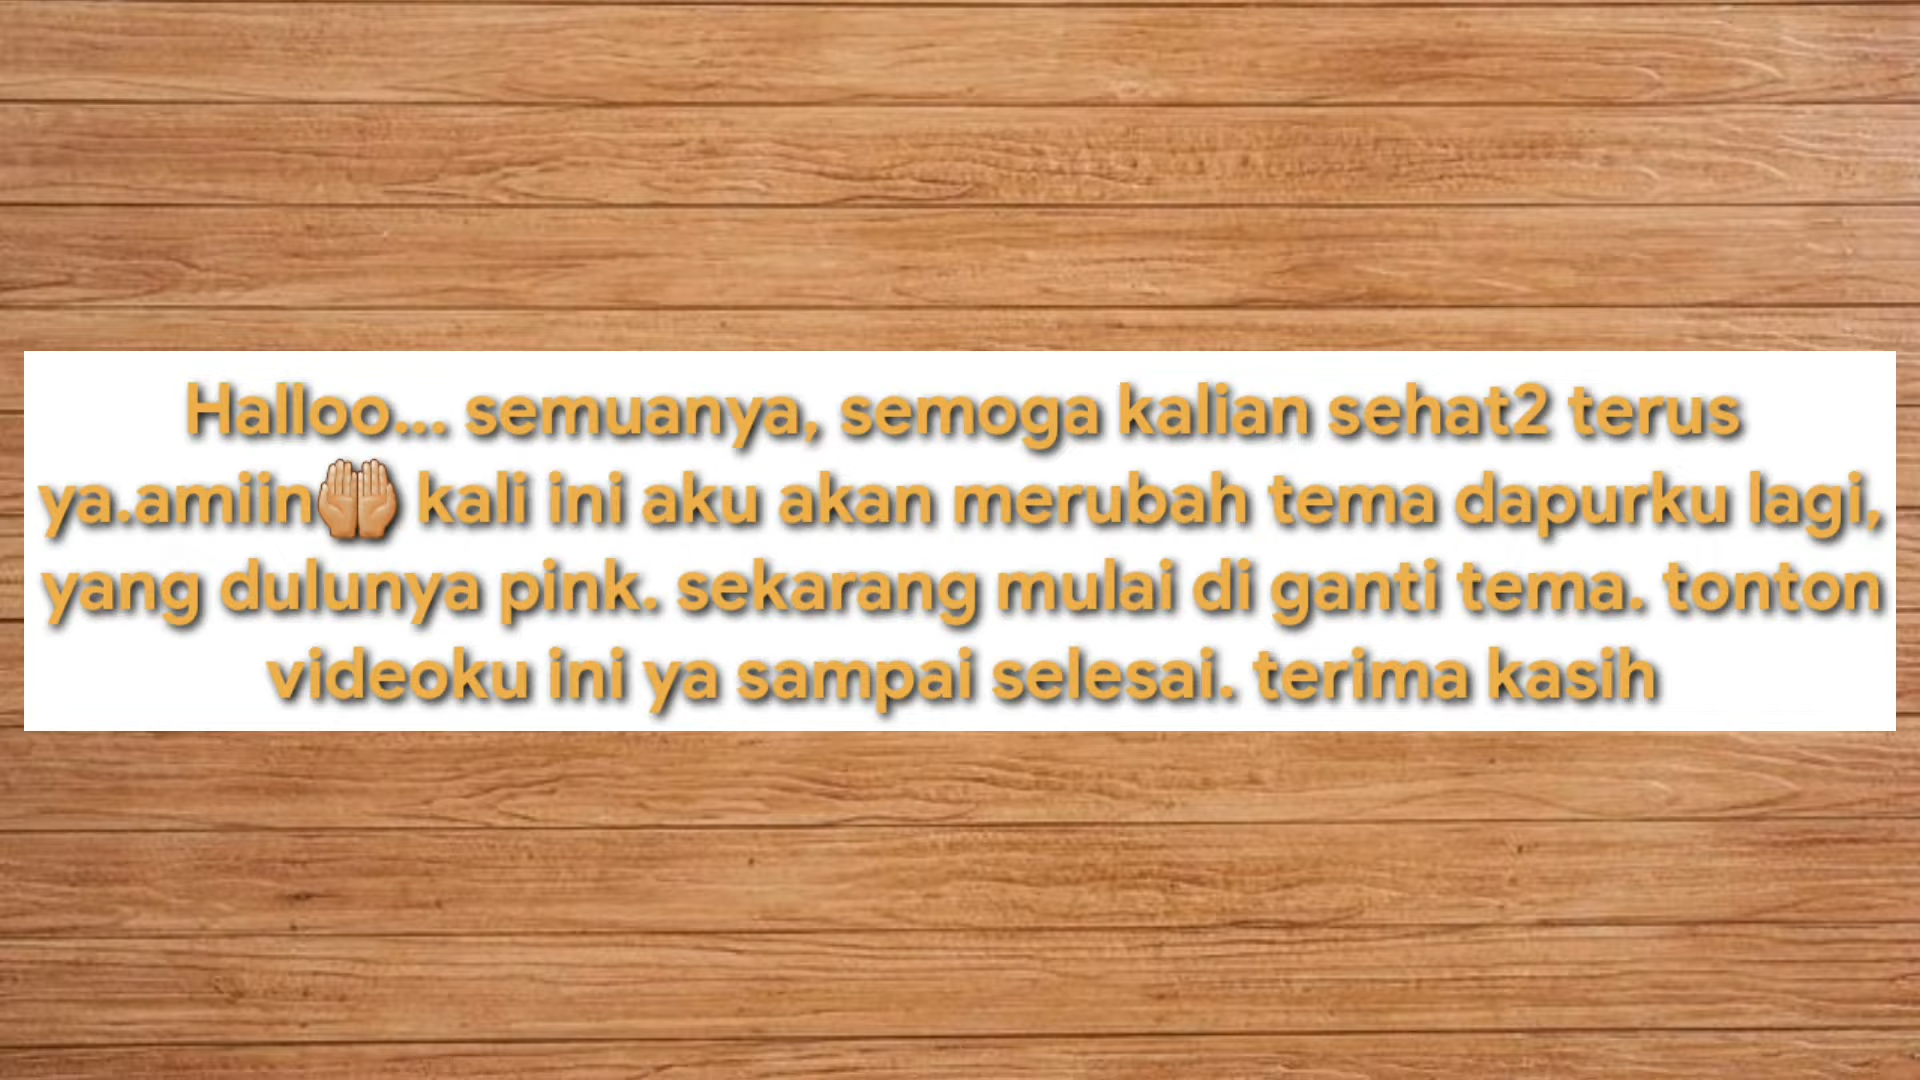 Halloo... semuanya, semoga kalian sehat2 terus
ya.amiin🤲🏼 kali ini aku akan merubah tema dapurku lagi,
yang dulunya pink. sekarang mulai di ganti tema. tonton
videoku ini ya sampai selesai. terima kasih